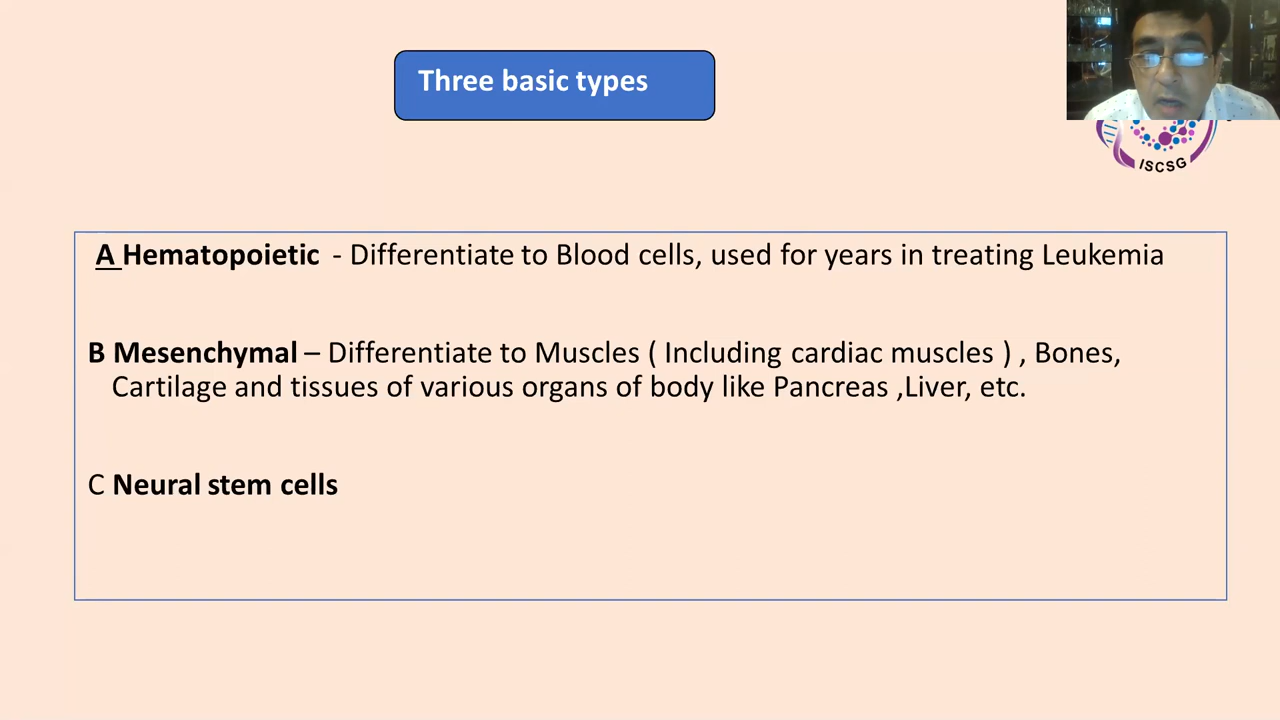 Three basic types
ISCSG
A Hematopoietic - Differentiate to Blood cells, used for years in treating Leukemia
B Mesenchymal – Differentiate to Muscles ( Including cardiac muscles ) , Bones,
Cartilage and tissues of various organs of body like Pancreas ,Liver, etc.
C Neural stem cells